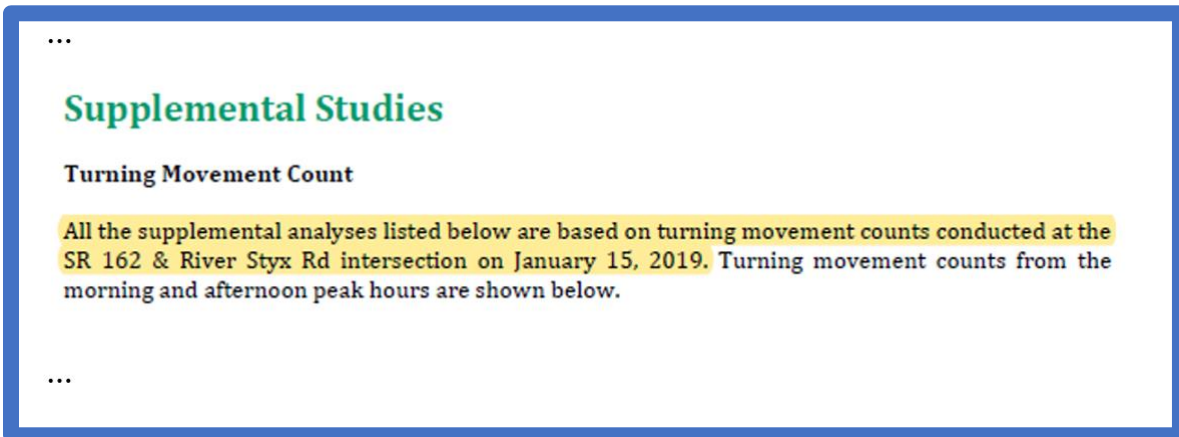 ...
Supplemental Studies
Turning Movement Count
All the supplemental analyses listed below are based on turning movement counts conducted at the
SR 162 & River Styx Rd intersection on January 15, 2019. Turning movement counts from the
morning and afternoon peak hours are shown below.
...